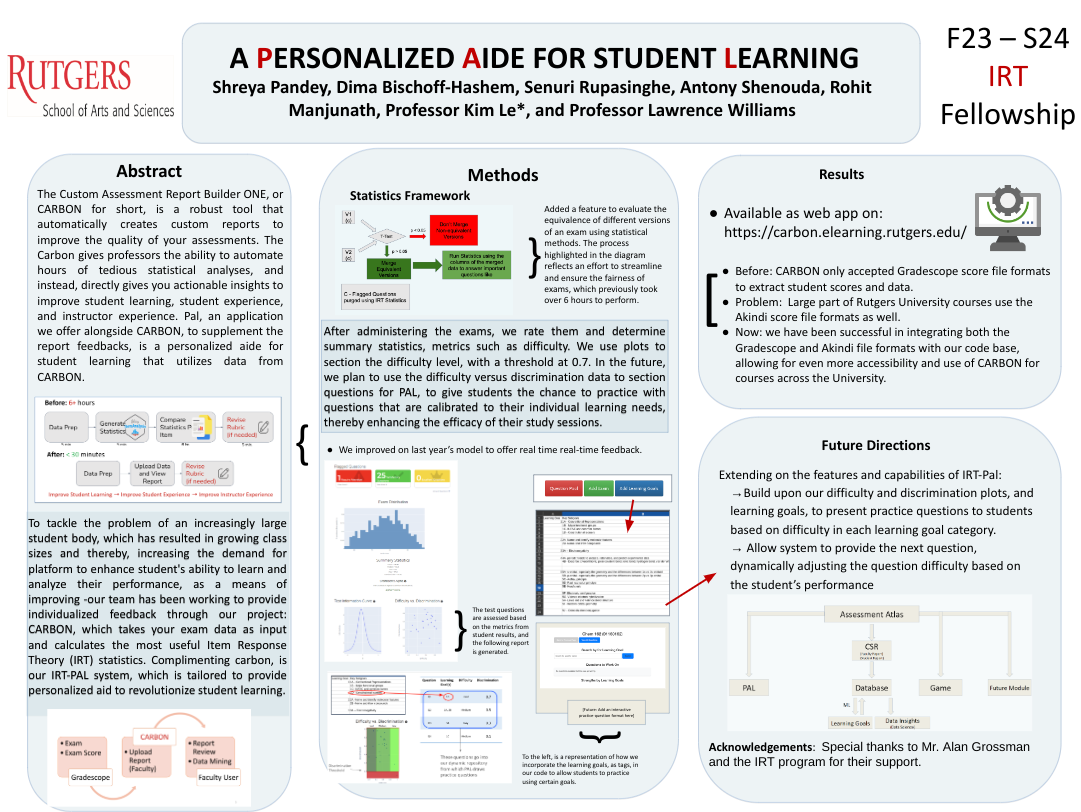 RUTGERS
School of Arts and Sciences
A PERSONALIZED AIDE FOR STUDENT LEARNING
Shreya Pandey, Dima Bischoff-Hashem, Senuri Rupasinghe, Antony Shenouda, Rohit
Manjunath, Professor Kim Le*, and Professor Lawrence Williams
F23 – S24
IRT
Fellowship
Abstract
The Custom Assessment Report Builder ONE, or
CARBON for short, is a robust tool that
automatically creates custom reports to
improve the quality of your assessments. The
Carbon gives professors the ability to automate
hours of tedious statistical analyses, and
instead, directly gives you actionable insights to
improve student learning, student experience,
and instructor experience. Pal, an application
we offer alongside CARBON, to supplement the
report feedbacks, is a personalized aide for
student learning that utilizes data from
CARBON.
Before: 6+ hours
Data Prep
Generate
Statistics
Compare
Statistics P
Item
Revise
Rubric
(if needed)
After: < 30 minutes
Data Prep
Upload Data
and View
Report
Revise
Rubric
(if needed)
Improve Student Learning → Improve Student Experience → Improve Instructor Experience
To tackle the problem of an increasingly large
student body, which has resulted in growing class
sizes and thereby, increasing the demand for
platform to enhance student's ability to learn and
analyze their performance, as a means of
improving -our team has been working to provide
individualized feedback through our project:
CARBON, which takes your exam data as input
and calculates the most useful Item Response
Theory (IRT) statistics. Complimenting carbon, is
our IRT-PAL system, which is tailored to provide
personalized aid to revolutionize student learning.
• Exam
• Exam Score
Gradescope
CARBON
• Upload
Report
(Faculty)
• Report
Review
• Data Mining
Faculty User
Methods
Statistics Framework
V1
(c)
V2
(c)
T-Test
p < 0.05
p > 0.05
Don't Merge
Nonequivalent
Versions
Merge
Equivalent
Versions
Run Statistics using the
columns of the merged
data to answer important
questions like
C - Flagged Questions
purged using IRT Statistics
Added a feature to evaluate the
equivalence of different versions
of an exam using statistical
methods. The process
highlighted in the diagram
reflects an effort to streamline
and ensure the fairness of
exams, which previously took
over 6 hours to perform.
After administering the exams, we rate them and determine
summary statistics, metrics such as difficulty. We use plots to
section the difficulty level, with a threshold at 0.7. In the future,
we plan to use the difficulty versus discrimination data to section
questions for PAL, to give students the chance to practice with
questions that are calibrated to their individual learning needs,
thereby enhancing the efficacy of their study sessions.
• We improved on last year's model to offer real time real-time feedback.
Exam Distribution
Summary Statistics
Test Information Curve
Difficulty vs. Discrimination
The test questions
are assessed based
on the metrics from
student results, and
the following report
is generated.
Question Pool
Add Exam
Edit Learning Goals
Search by Ex Learning Goal
Questions to Work On
Strengths by Learning Goals
[Future: Add an interactive
practice question format here]
Question
Learning
Goal(s)
Difficulty
Discrimination
Difficulty vs. Discrimination
These questions go into
our dynamic repository
from which PAL draws
practice questions
To the left, is a representation of how we
incorporate the learning goals, as tags, in
our code to allow students to practice
using certain goals.
Results
• Available as web app on:
https://carbon.elearning.rutgers.edu/
• Before: CARBON only accepted Gradescope score file formats
to extract student scores and data.
• Problem: Large part of Rutgers University courses use the
Akindi score file formats as well.
• Now: we have been successful in integrating both the
Gradescope and Akindi file formats with our code base,
allowing for even more accessibility and use of CARBON for
courses across the University.
Future Directions
Extending on the features and capabilities of IRT-Pal:
→Build upon our difficulty and discrimination plots, and
learning goals, to present practice questions to students
based on difficulty in each learning goal category.
→ Allow system to provide the next question,
dynamically adjusting the question difficulty based on
the student's performance
Assessment Atlas
CSR
PAL
Database
Game
Future Module
ML
Learning Goals
Data Insights
(Data Science)
Acknowledgements: Special thanks to Mr. Alan Grossman
and the IRT program for their support.